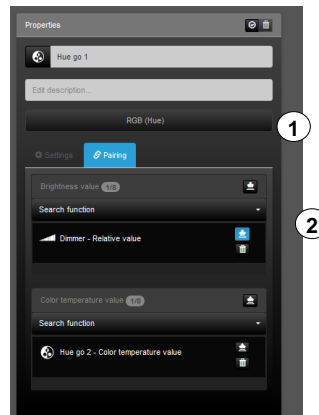 Properties
Hue go 1
Edit description...
RGB (Hue)
1
Settings
Pairing
Brightness value 1/8
Search function
2
Dimmer - Relative value
Color temperature value 1/8
Search function
Hue go 2 - Color temperature value